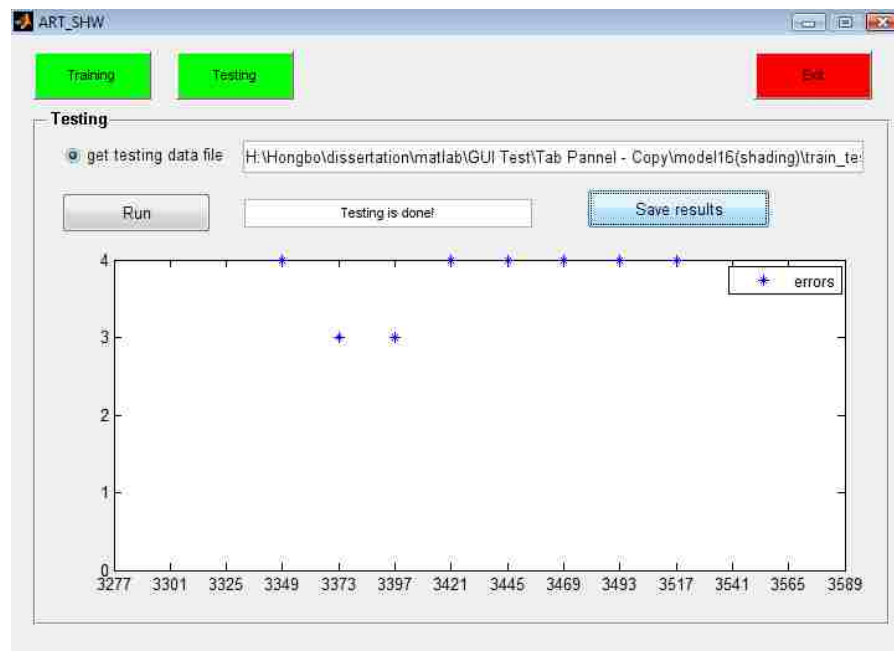 ART_SHW
Training
Testing
Exit
Testing
get testing data file
H:\Hongbo\dissertation\matlab\GUI Test\Tab Pannel - Copy\model16(shading)\train_te
Run
Testing is done!
Save results
errors
4
3
2
1
0
3277 3301 3325 3349 3373 3397 3421 3445 3469 3493 3517 3541 3565 3589